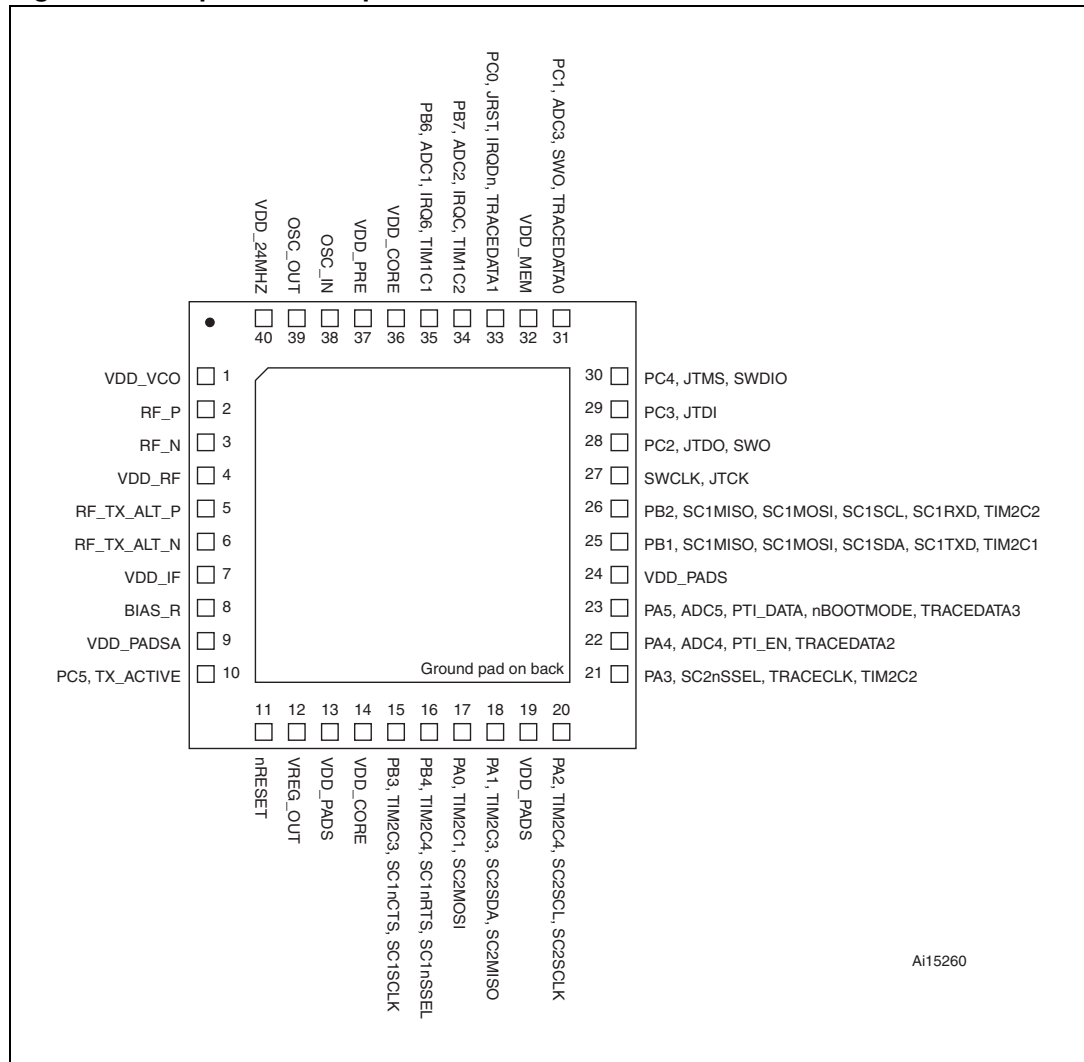 PC1, ADC3, SWO, TRACEDATA0
VDD_MEM
PC0, JRST, IRQDn, TRACEDATA1
PB7, ADC2, IRQC, TIM1C2
PB6, ADC1, IRQ6, TIM1C1
VDD_CORE
VDD_PRE
OSC_IN
OSC_OUT
VDD_24MHZ
40 39 38 37 36 35 34 33 32 31
VDD_VCO 1
RF_P 2
RF_N 3
VDD_RF 4
RF_TX_ALT_P 5
RF_TX_ALT_N 6
VDD_IF 7
BIAS_R 8
VDD_PADSA 9
PC5, TX_ACTIVE 10
30 PC4, JTMS, SWDIO
29 PC3, JTDI
28 PC2, JTDO, SWO
27 SWCLK, JTCK
26 PB2, SC1MISO, SC1MOSI, SC1SCL, SC1RXD, TIM2C2
25 PB1, SC1MISO, SC1MOSI, SC1SDA, SC1TXD, TIM2C1
24 VDD_PADS
23 PA5, ADC5, PTI_DATA, nBOOTMODE, TRACEDATA3
22 PA4, ADC4, PTI_EN, TRACEDATA2
21 PA3, SC2nSSEL, TRACECLK, TIM2C2
Ground pad on back
11 12 13 14 15 16 17 18 19 20
nRESET
VREG_OUT
VDD_PADS
VDD_CORE
PB3, TIM2C3, SC1nCTS, SC1SCLK
PB4, TIM2C4, SC1nRTS, SC1nSSEL
PA0, TIM2C1, SC2MOSI
PA1, TIM2C3, SC2SDA, SC2MISO
VDD_PADS
PA2, TIM2C4, SC2SCL, SC2SCLK
Ai15260